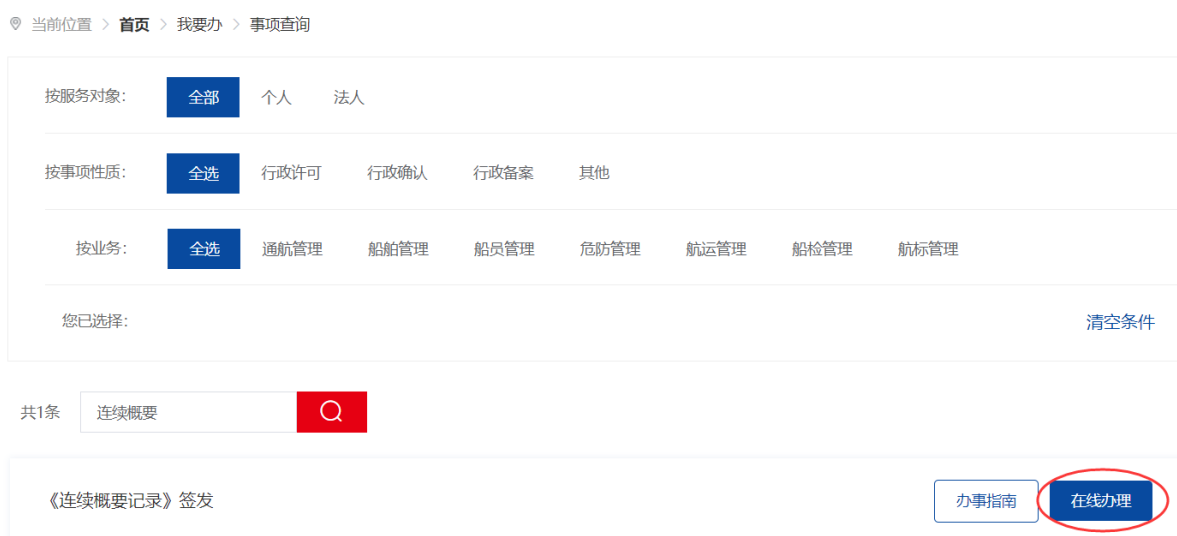 当前位置 > 首页 > 我要办 > 事项查询
按服务对象： 全部 个人 法人
按事项性质： 全选 行政许可 行政确认 行政备案 其他
按业务： 全选 通航管理 船舶管理 船员管理 危防管理 航运管理 船检管理 航标管理
您已选择： 清空条件
共1条 连续概要
《连续概要记录》签发 办事指南 在线办理